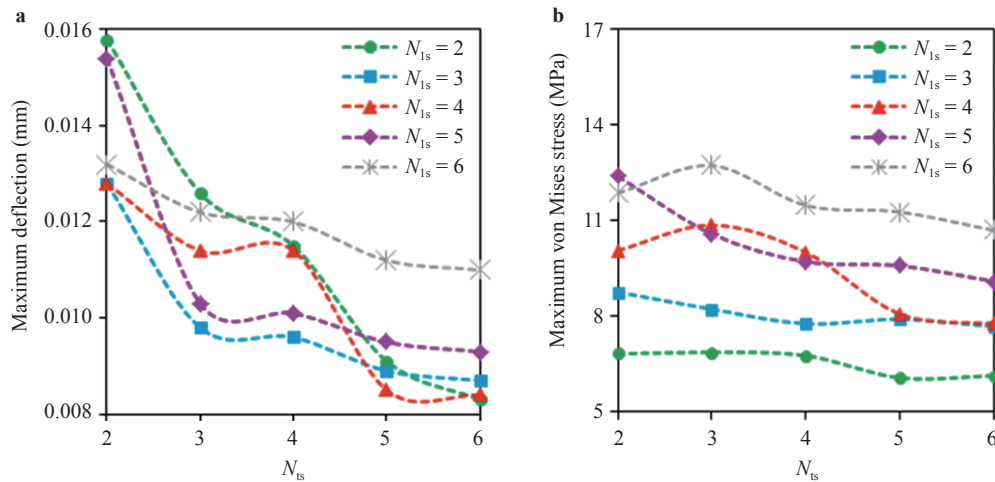 a
0.016
0.014
0.012
0.010
0.008
Maximum deflection (mm)
2 3 4 5 6
Nts
N1s = 2
N1s = 3
N1s = 4
N1s = 5
N1s = 6
b
17
14
11
8
5
Maximum von Mises stress (MPa)
2 3 4 5 6
Nts
N1s = 2
N1s = 3
N1s = 4
N1s = 5
N1s = 6